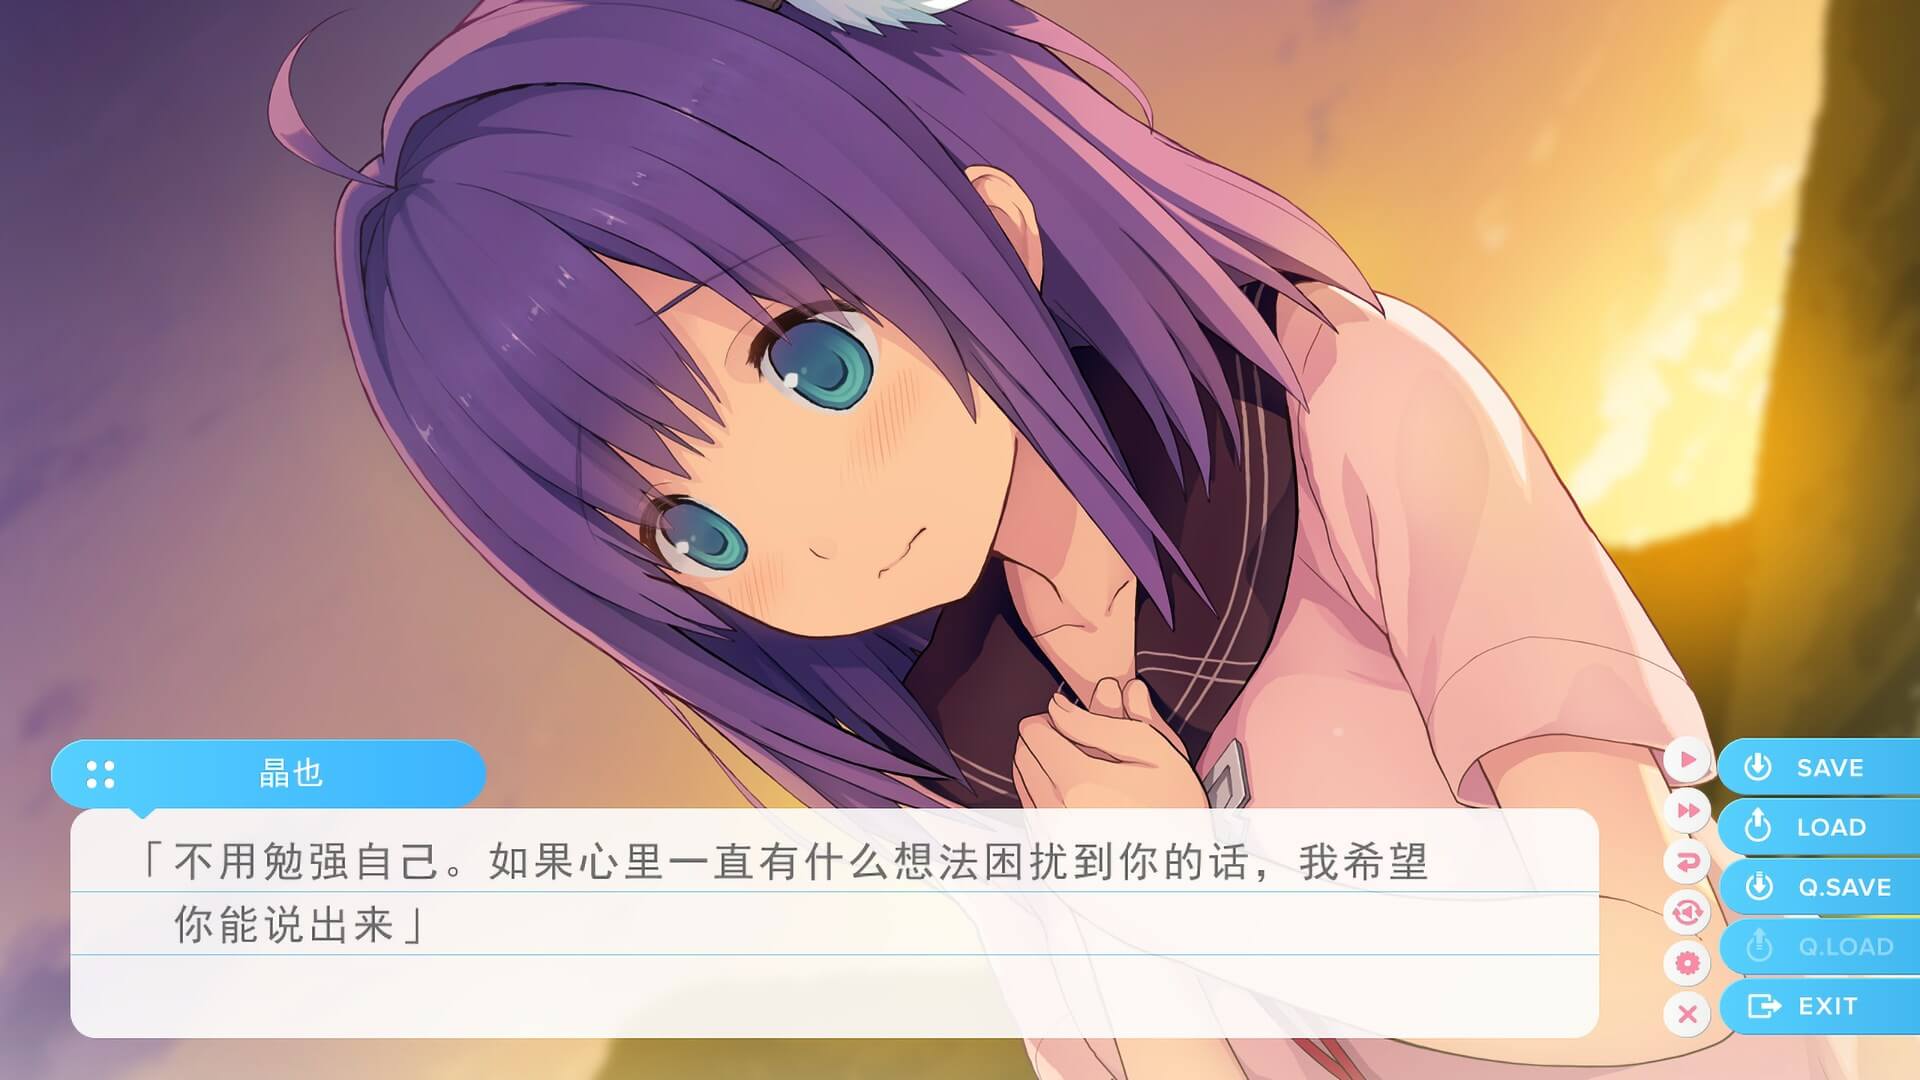 晶也
「不用勉强自己。如果心里一直有什么想法困扰到你的话，我希望
你能说出来」
SAVE
LOAD
Q.SAVE
Q.LOAD
EXIT